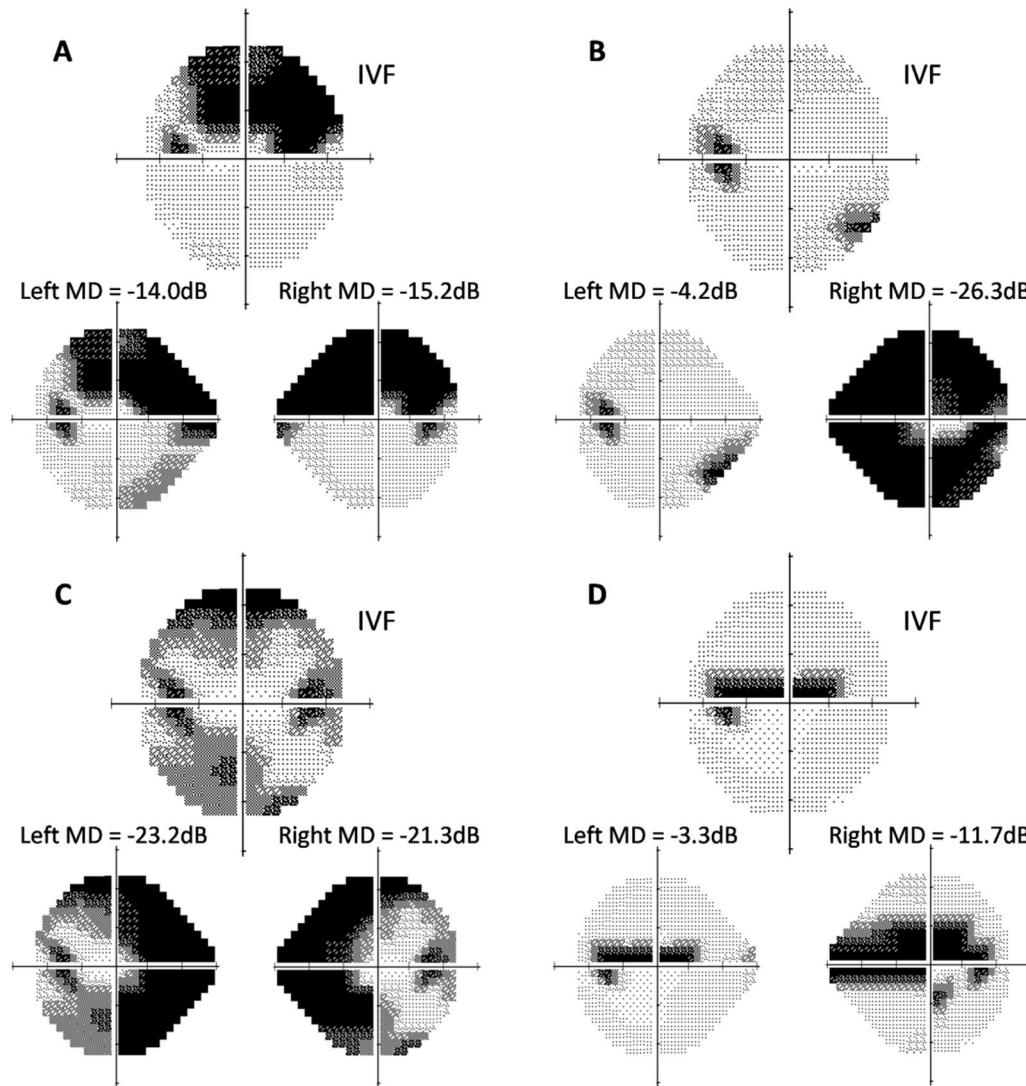 A IVF
B IVF
Left MD = -14.0dB Right MD = -15.2dB
Left MD = -4.2dB Right MD = -26.3dB
C IVF
D IVF
Left MD = -23.2dB Right MD = -21.3dB
Left MD = -3.3dB Right MD = -11.7dB